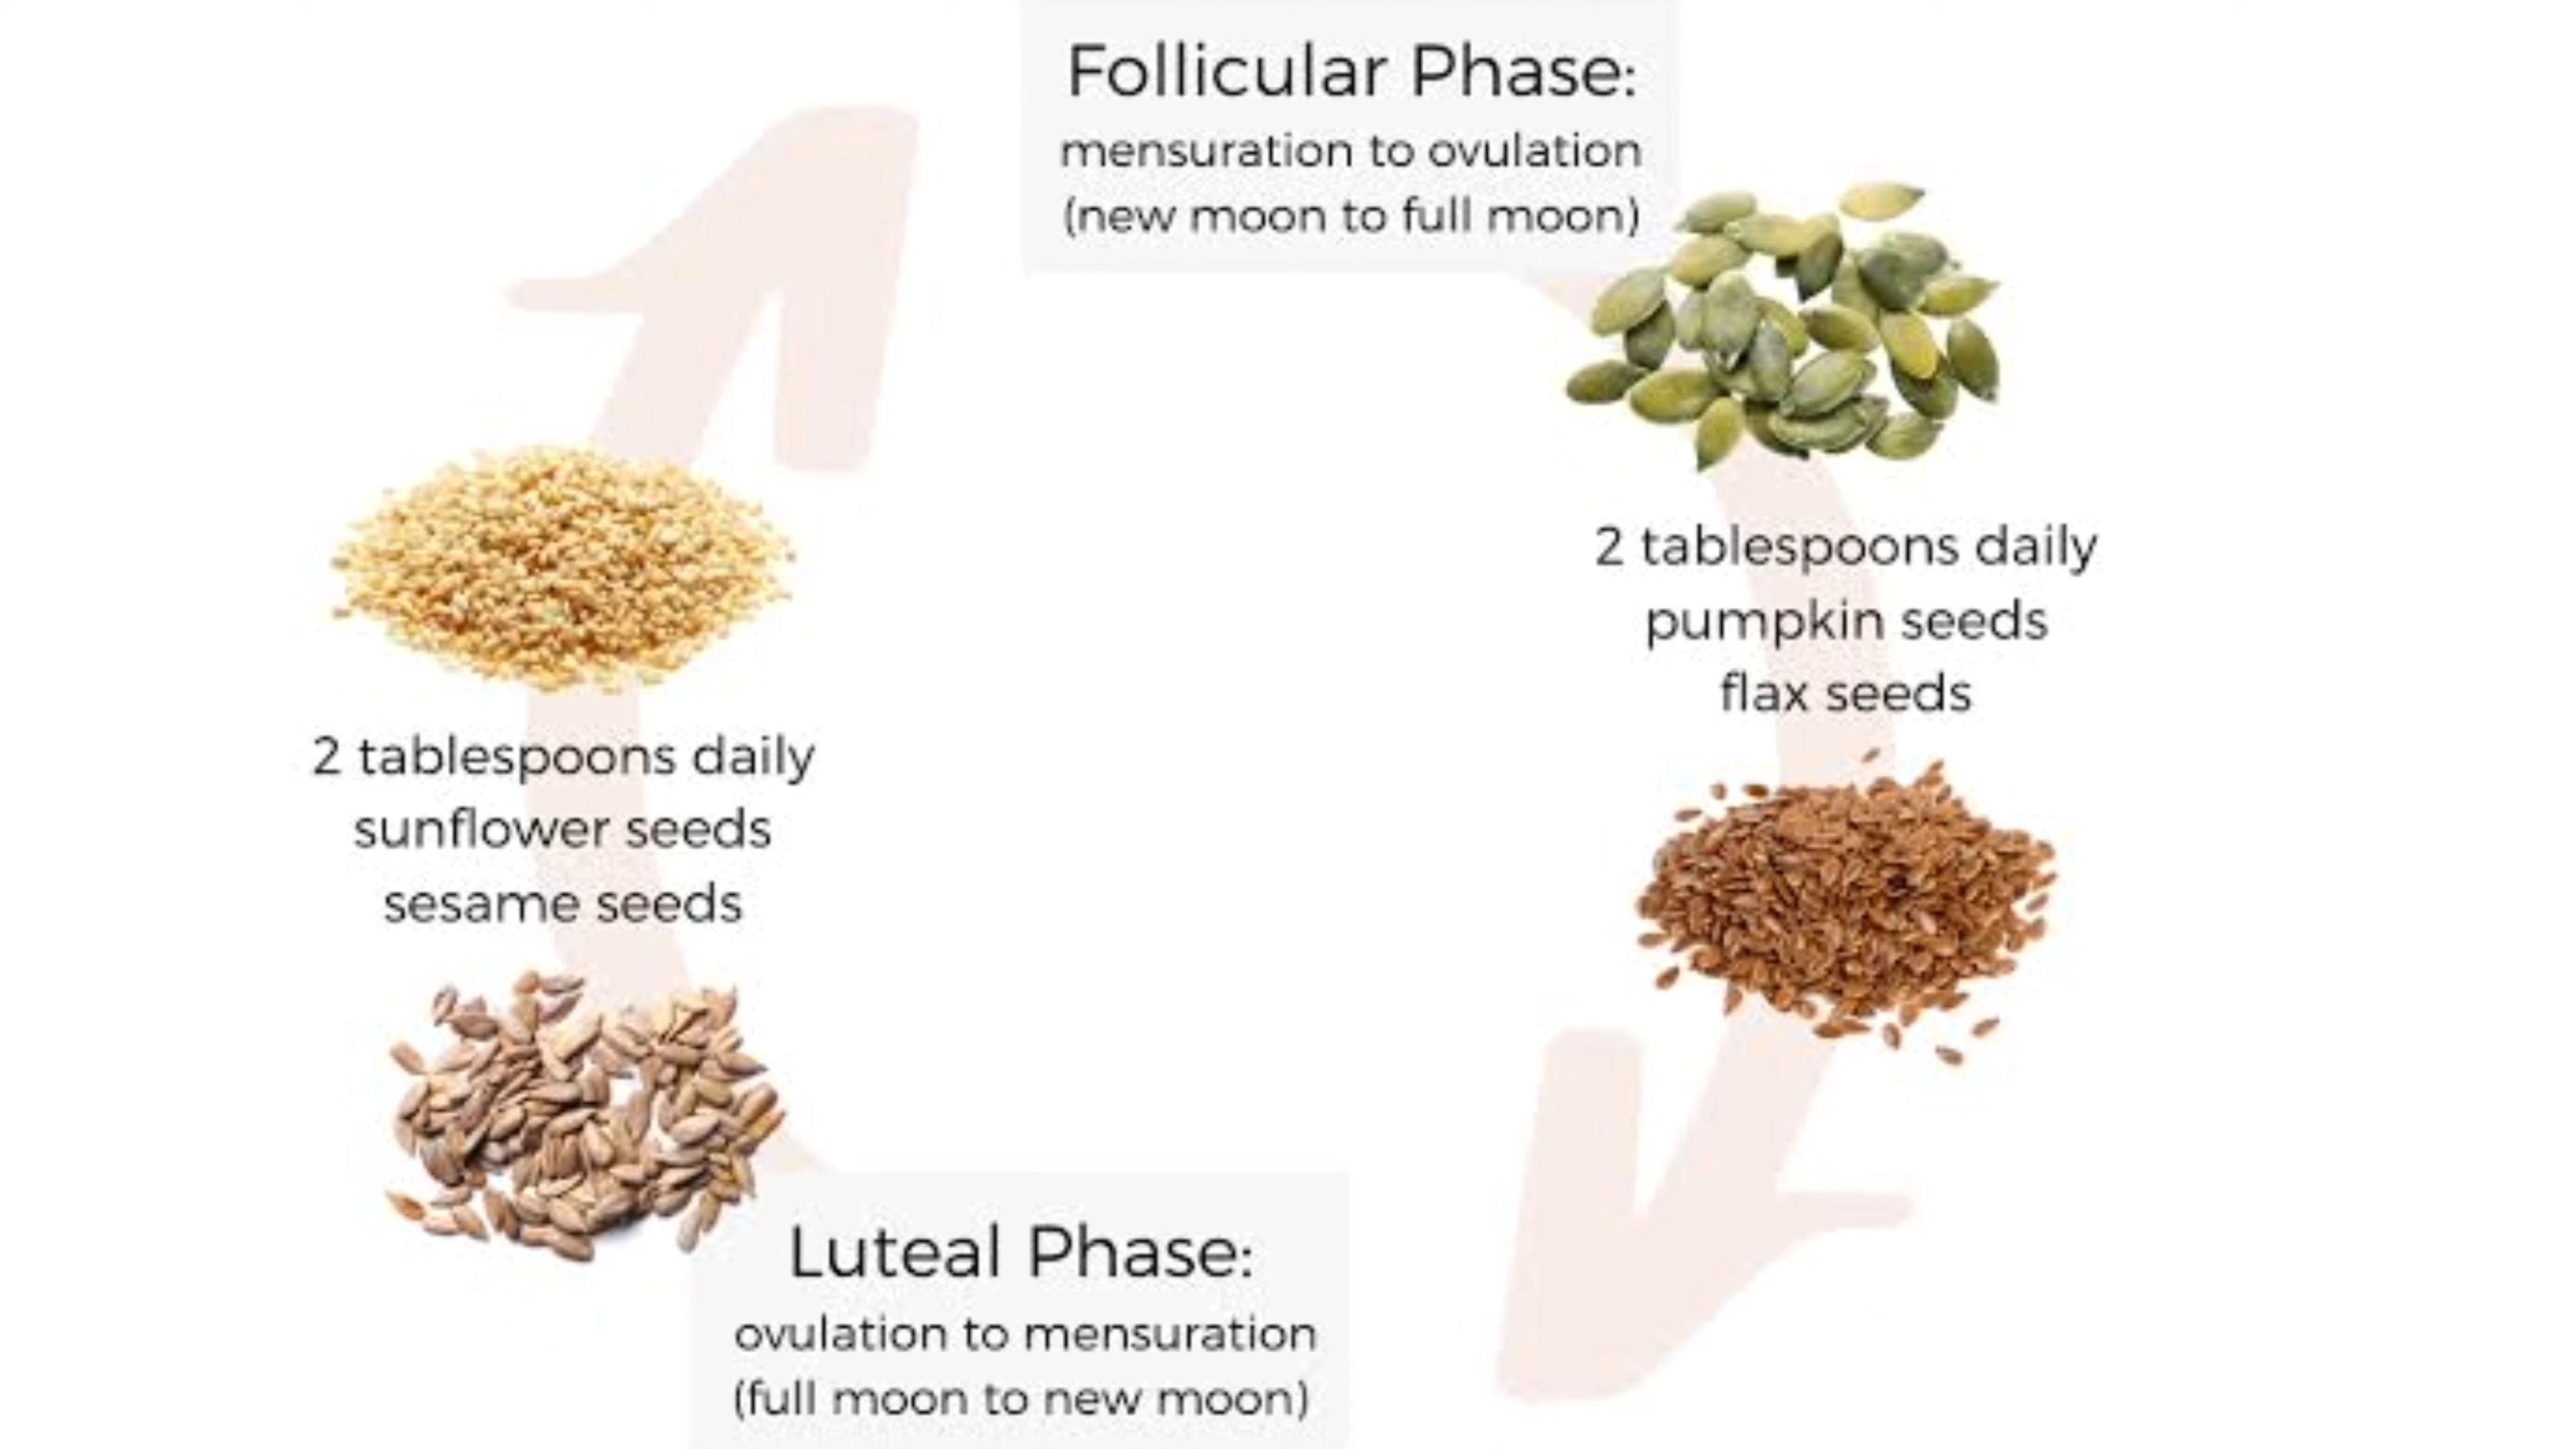 Follicular Phase:
mensuration to ovulation
(new moon to full moon)
2 tablespoons daily
pumpkin seeds
flax seeds
2 tablespoons daily
sunflower seeds
sesame seeds
Luteal Phase:
ovulation to mensuration
(full moon to new moon)